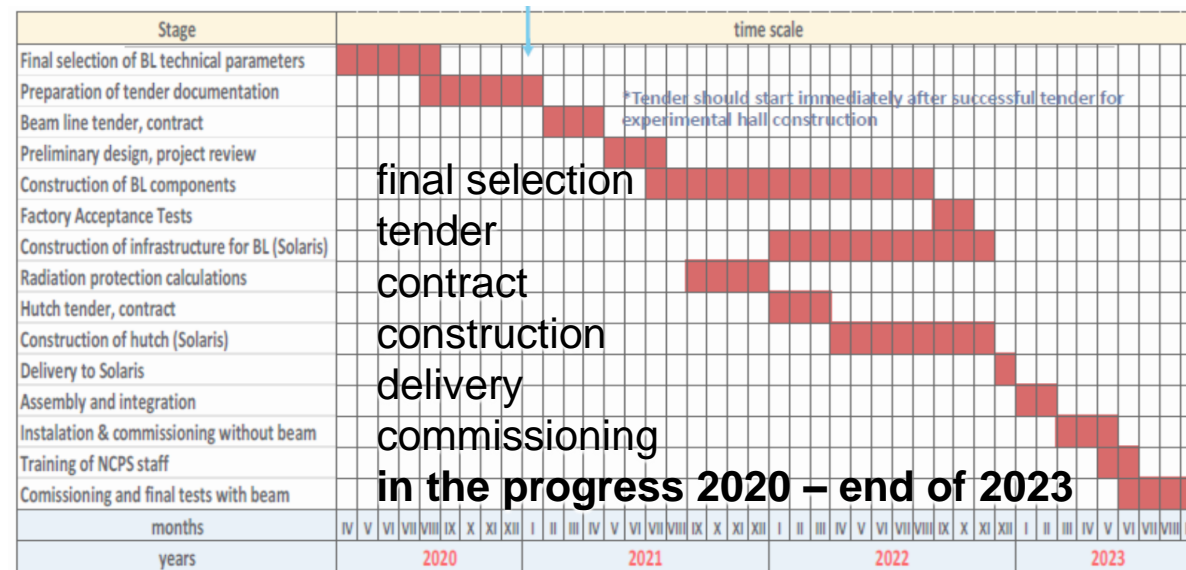 Stage time scale
Final selection of BL technical parameters
Preparation of tender documentation
*Tender should start immediately after successful tender for
experimental hall construction
Beam line tender, contract
Preliminary design, project review
Construction of BL components
Factory Acceptance Tests
Construction of infrastructure for BL (Solaris)
Radiation protection calculations
Hutch tender, contract
Construction of hutch (Solaris)
Delivery to Solaris
Assembly and integration
Instalation & commissioning without beam
Training of NCPS staff
Comissioning and final tests with beam
final selection
tender
contract
construction
delivery
commissioning
in the progress 2020 – end of 2023
months IV V VI VII VIII IX X XI XII I II III IV V VI VII VIII IX X XI XII I II III IV V VI VII VIII IX X XI XII I II III IV V VI VII VIII
years 2020 2021 2022 2023